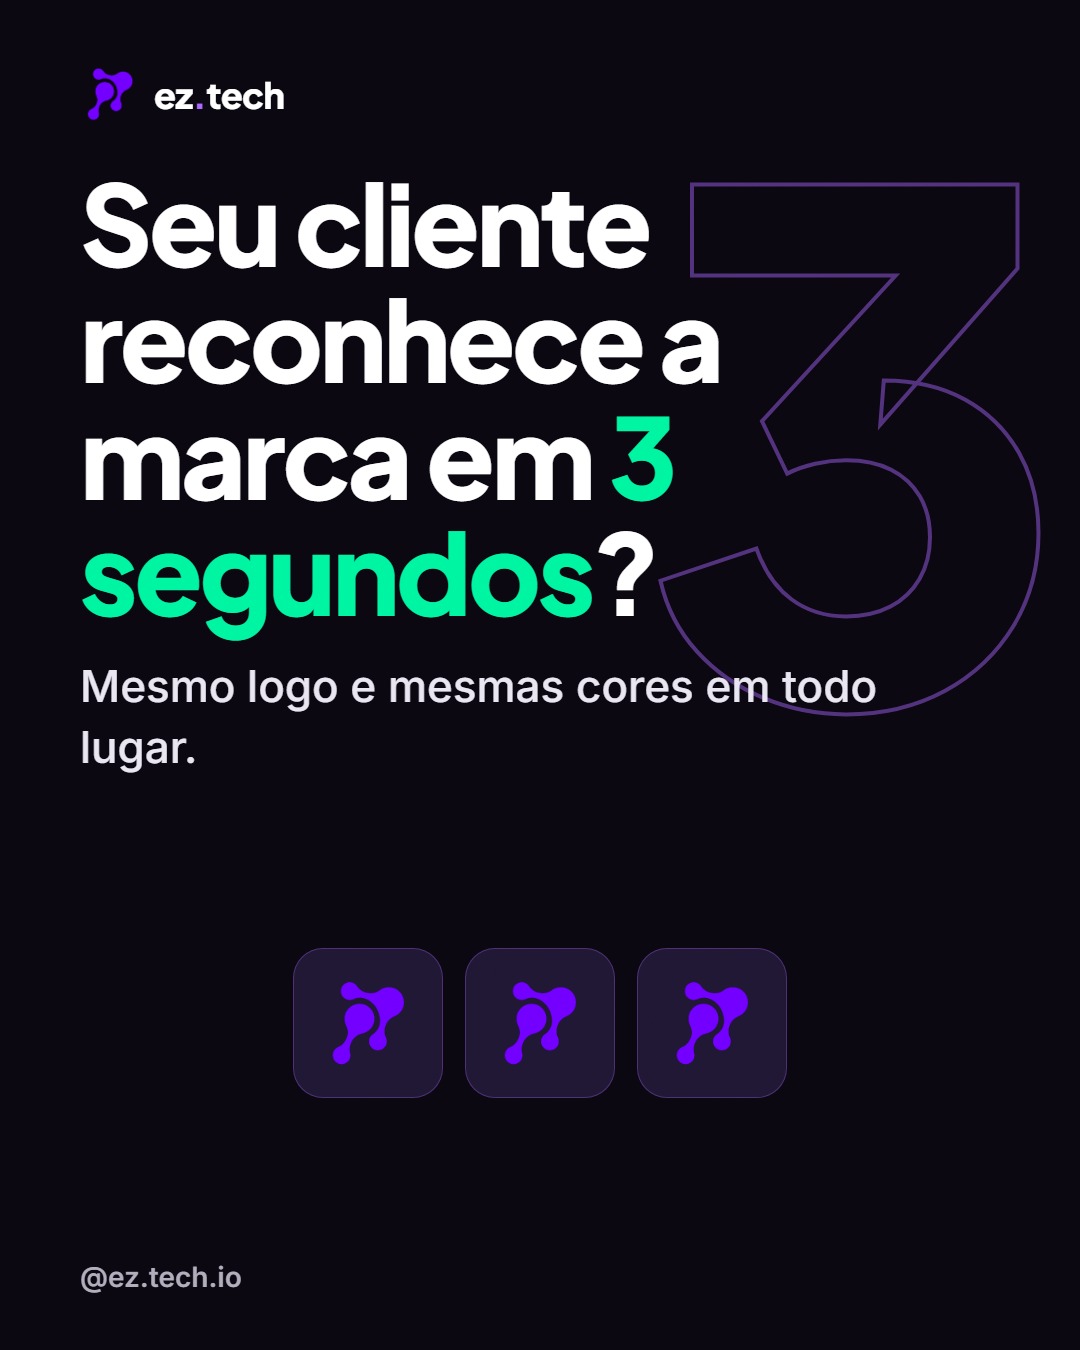 ez.tech
Seu cliente
reconhece a
marca em 3
segundos?
3
Mesmo logo e mesmas cores em todo
lugar.
@ez.tech.io